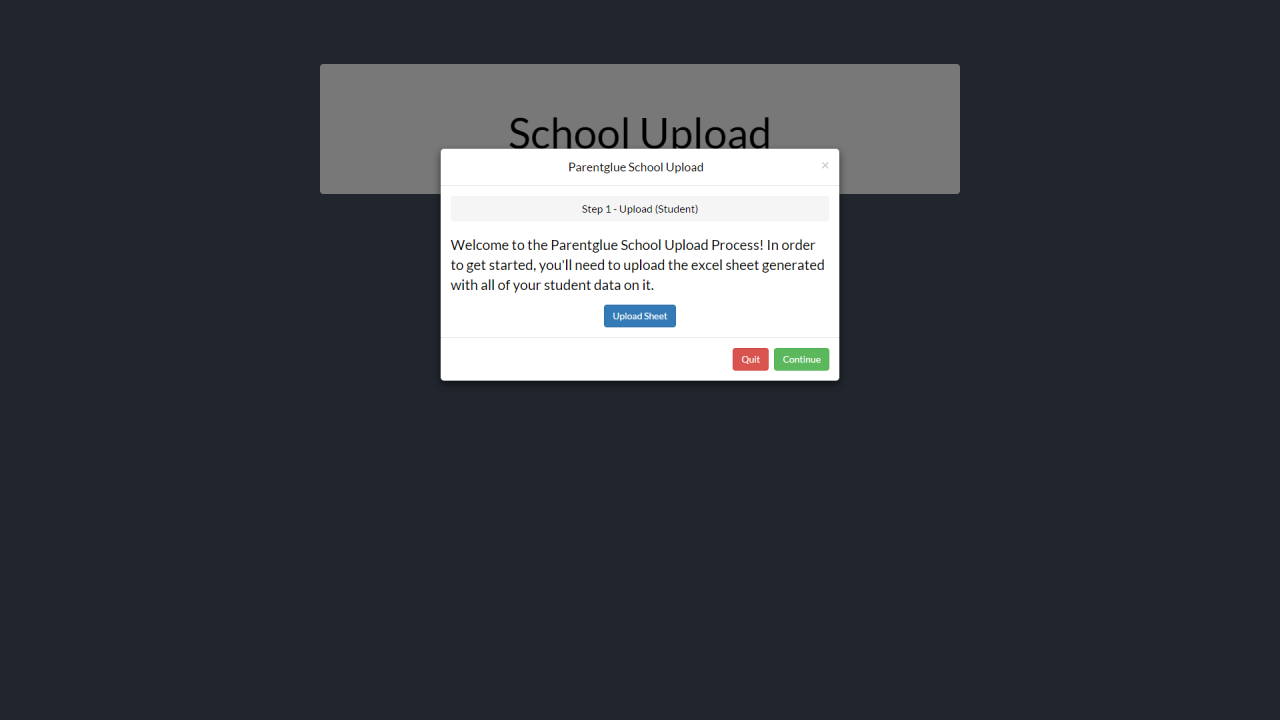 School Upload
Parentglue School Upload
×
Step 1 - Upload (Student)
Welcome to the Parentglue School Upload Process! In order
to get started, you'll need to upload the excel sheet generated
with all of your student data on it.
Upload Sheet
Quit
Continue